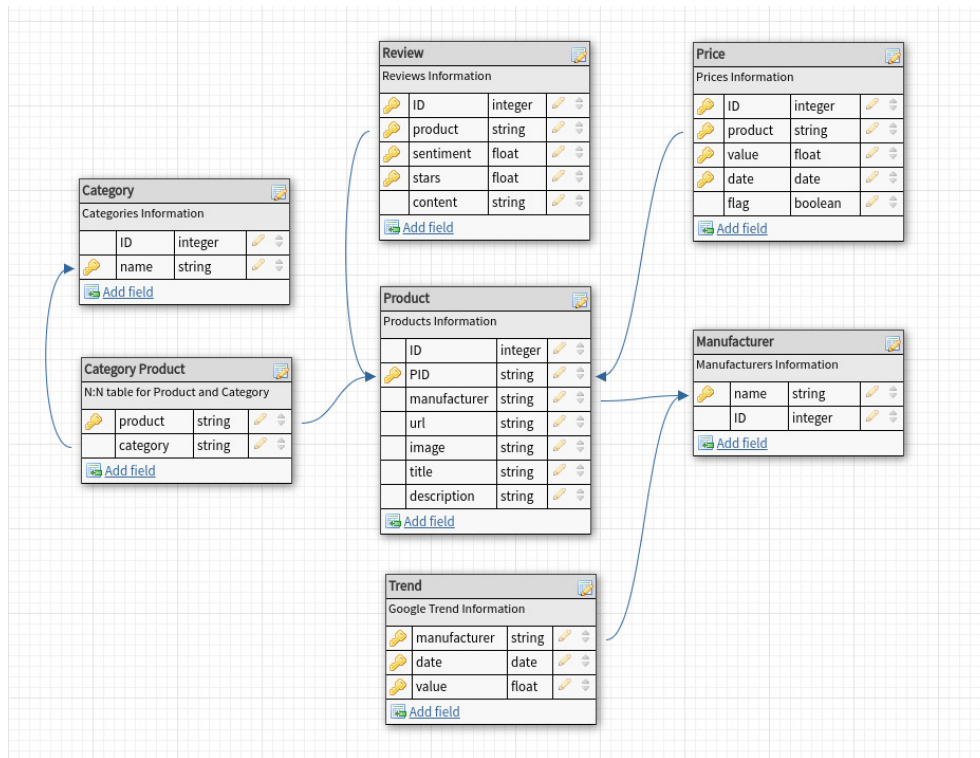 Review
Reviews Information
ID integer
product string
sentiment float
stars float
content string
Add field
Price
Prices Information
ID integer
product string
value float
date date
flag boolean
Add field
Category
Categories Information
ID integer
name string
Add field
Product
Products Information
ID integer
PID string
manufacturer string
url string
image string
title string
description string
Add field
Manufacturer
Manufacturers Information
name string
ID integer
Add field
Category Product
N:N table for Product and Category
product string
category string
Add field
Trend
Google Trend Information
manufacturer string
date date
value float
Add field